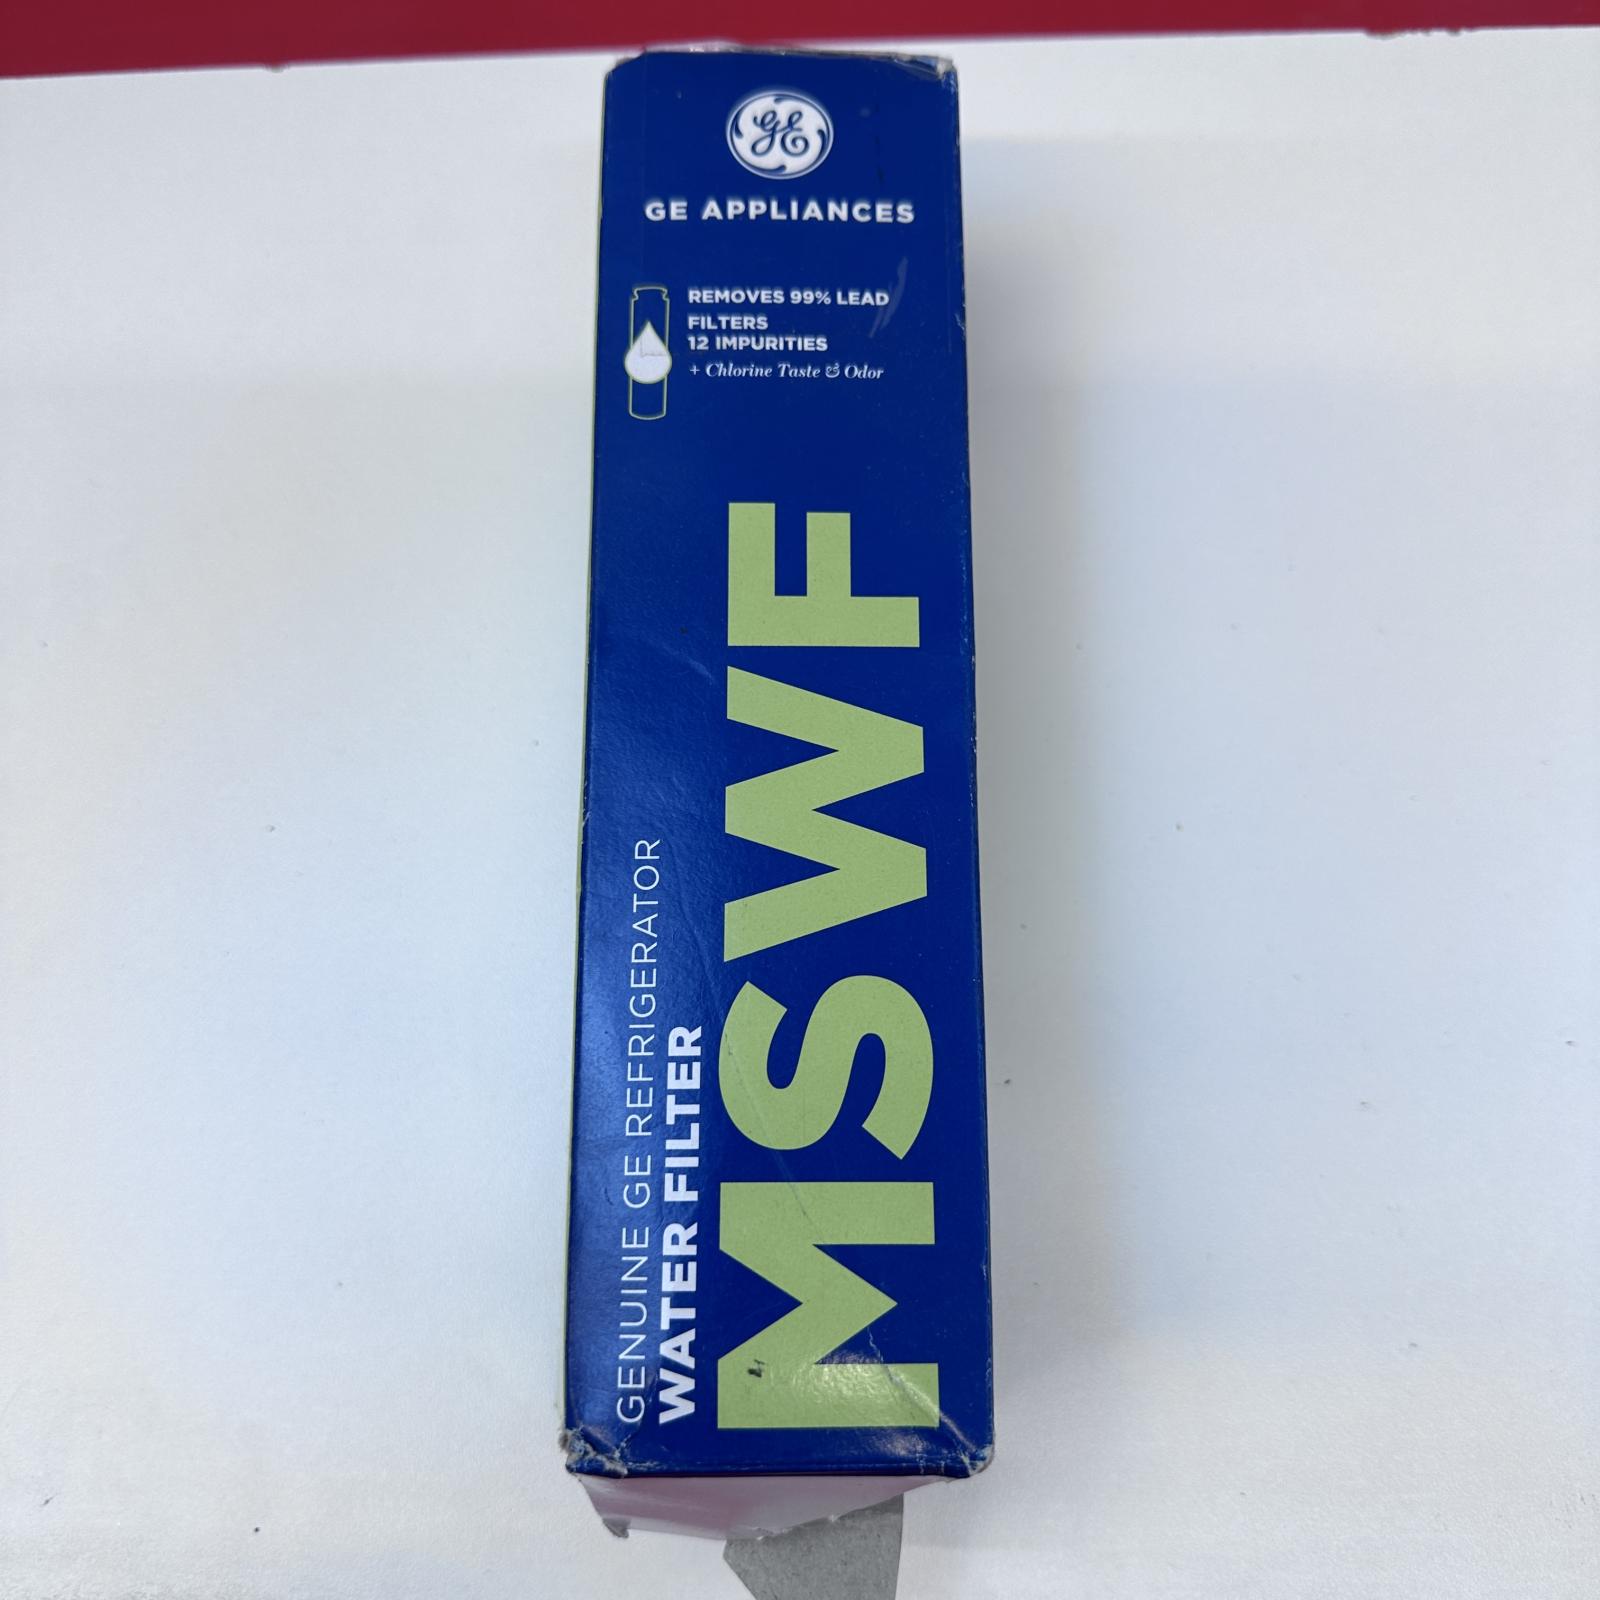 GE
GE APPLIANCES
REMOVES 99% LEAD
FILTERS
12 IMPURITIES
+ Chlorine Taste & Odor
GENUINE GE REFRIGERATOR
WATER FILTER
MSWF